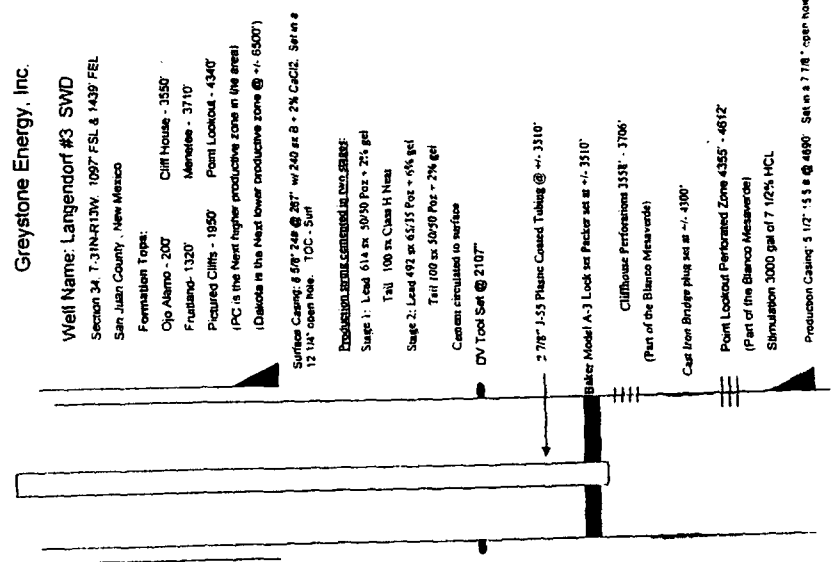 Greystone Energy, Inc.
Well Name: Langendorf #3 SWD
Section 34, T-31N-R13W, 1097' FSL & 1439' FEL
San Juan County, New Mexico
Formation Tops:
Ojo Alamo - 200' Cliff House - 3550'
Fruitland- 1320' Menefee - 3710'
Pictured Cliffs - 1950' Point Lookout - 4340'
(PC is the Next higher productive zone in the area)
(Dakota is the Next lower productive zone @ +/- 6500')
Surface Casing: 8 5/8" 24# @ 267' w/ 240 sx B + 2% CaCl2. Set in a
12 1/4" open hole. TOC - Surf
Production string cemented in two stages:
Stage 1: Lead 614 sx 50/50 Poz + 2% gel
Tail 100 sx Class H Neat
Stage 2: Lead 492 sx 65/35 Poz + 6% gel
Tail 100 sx 50/50 Poz + 2% gel
Cement circulated to surface
DV Tool Set @ 2107'"
2 7/8" J-55 Plastic Coated Tubing @ +/- 3510'
Baker Model A-3 Lock set Packer set at +/- 3510'
Cliffhouse Perforations 3558' - 3706'
(Part of the Blanco Mesaverde)
Cast Iron Bridge plug set at +/- 4300'
Point Lookout Perforated Zone 4355' - 4612'
(Part of the Blanco Mesaverde)
Stimulation 3000 gal of 7 1/2% HCL
Production Casing: 5 1/2" 15.5 # @ 4690' Set in a 7 7/8" open hole